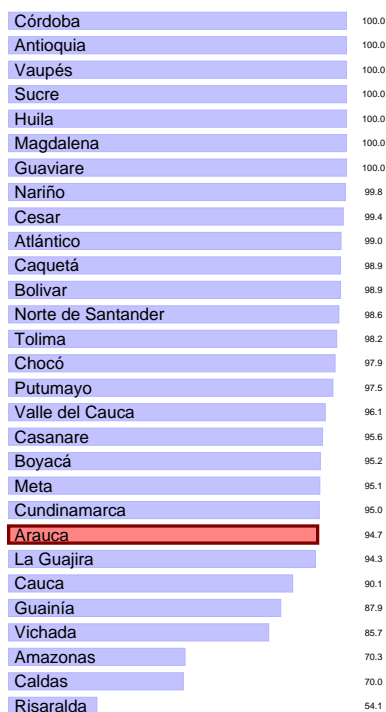 Córdoba 100.0
Antioquia 100.0
Vaupés 100.0
Sucre 100.0
Huila 100.0
Magdalena 100.0
Guaviare 100.0
Nariño 99.8
Cesar 99.4
Atlántico 99.0
Caquetá 98.9
Bolivar 98.9
Norte de Santander 98.6
Tolima 98.2
Chocó 97.9
Putumayo 97.5
Valle del Cauca 96.1
Casanare 95.6
Boyacá 95.2
Meta 95.1
Cundinamarca 95.0
Arauca 94.7
La Guajira 94.3
Cauca 90.1
Guainía 87.9
Vichada 85.7
Amazonas 70.3
Caldas 70.0
Risaralda 54.1